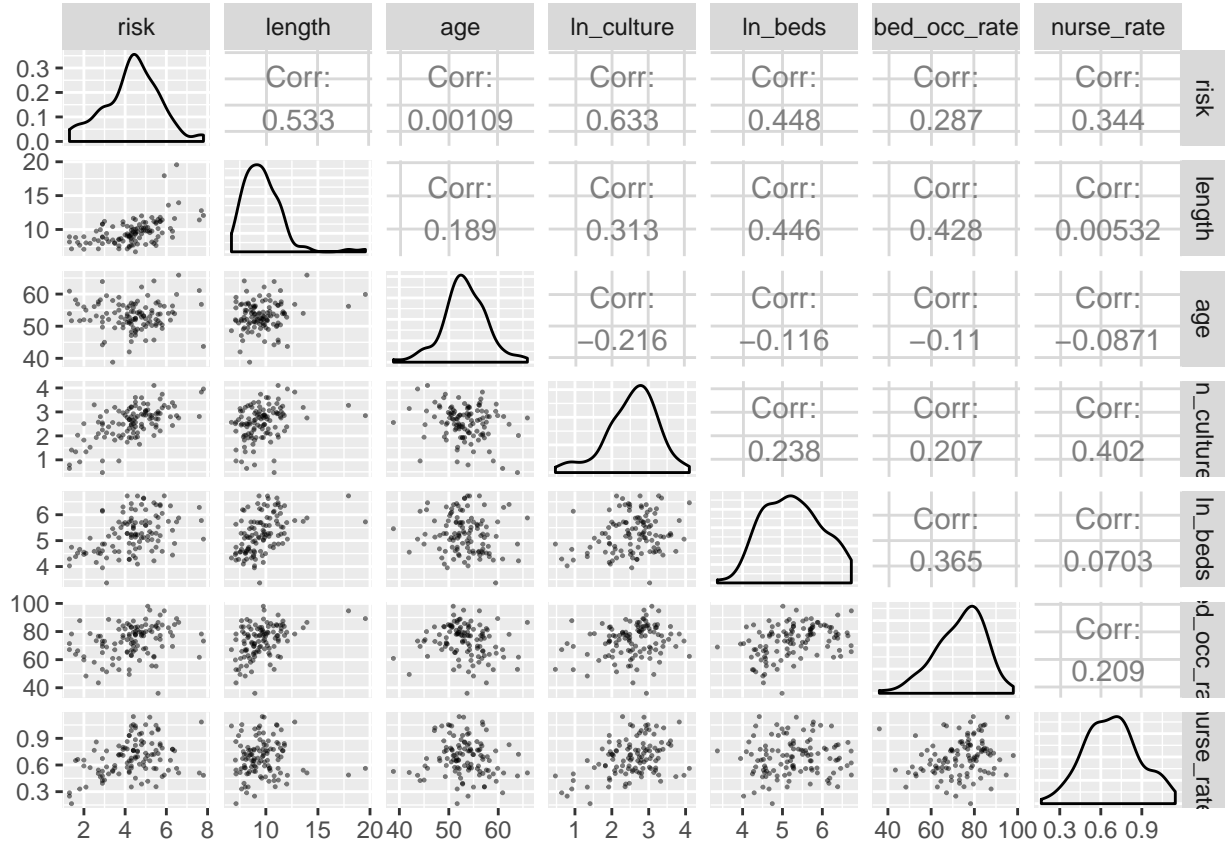 risk length age ln_culture ln_beds bed_occ_rate nurse_rate
0.3 Corr: Corr: Corr: Corr: Corr: Corr: risk
0.2
0.1 0.533 0.00109 0.633 0.448 0.287 0.344
0.0
20 Corr: Corr: Corr: Corr: Corr: length
15
10 0.189 0.313 0.446 0.428 0.00532
60 Corr: Corr: Corr: Corr: age
50 −0.216 −0.116 −0.11 −0.0871
40
4 Corr: Corr: Corr: n_culture
3
2 0.238 0.207 0.402
1
6 Corr: Corr: ln_beds
5 0.365 0.0703
4
100 Corr: d_occ_ra
80
60 0.209
40
0.9 nurse_rate
0.6
0.3
2 4 6 8 10 15 20 40 50 60 1 2 3 4 4 5 6 40 60 80 100 0.3 0.6 0.9